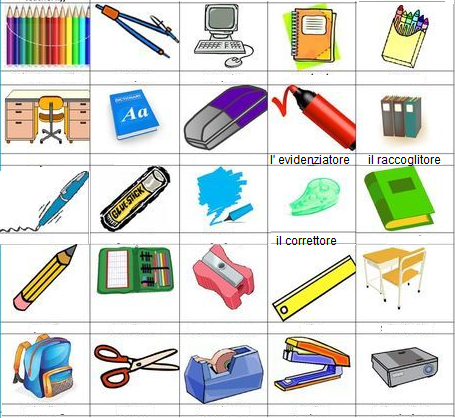 DICTIONARY
Aa
l' evidenziatore
il raccoglitore
GLUE STICK
il correttore